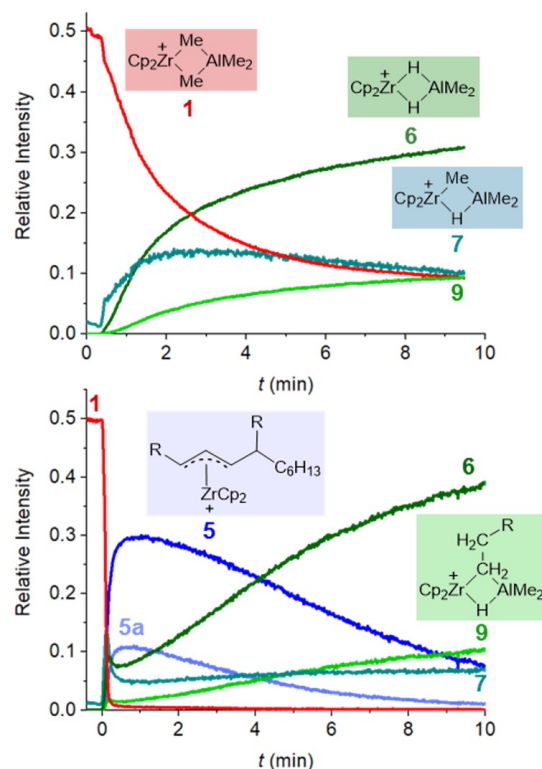 0.5
0.4
0.3
0.2
0.1
0.0
Relative Intensity
Me
+
Cp2Zr AlMe2
Me
1
H
+
Cp2Zr AlMe2
H
6
Me
+
Cp2Zr AlMe2
H
7
9
0 2 4 6 8 10
t (min)
0.5
0.4
0.3
0.2
0.1
0.0
Relative Intensity
1
R
R
C6H13
ZrCp2
+
5
5a
6
R
H2C
CH2
+
Cp2Zr AlMe2
H
9
7
0 2 4 6 8 10
t (min)